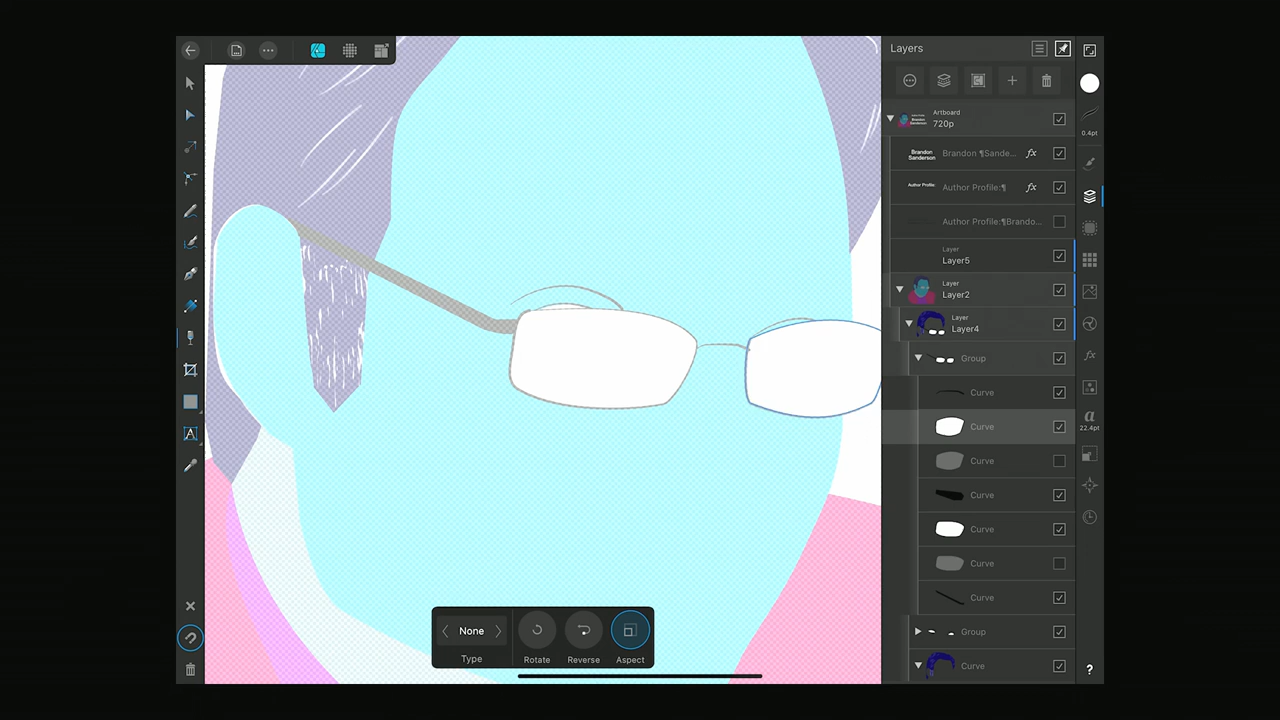 Layers
Artboard
720p
0.4pt
Brandon
Sanderson
Brandon ¶Sande...
fx
Author Profile:
Author Profile:¶
fx
Author Profile:¶Brando...
Layer
Layer5
Layer
Layer2
Layer
Layer4
Group
fx
Curve
Curve
a
22.4pt
Curve
Curve
Curve
Curve
Curve
Group
Curve
A
None
Type
Rotate
Reverse
Aspect
?